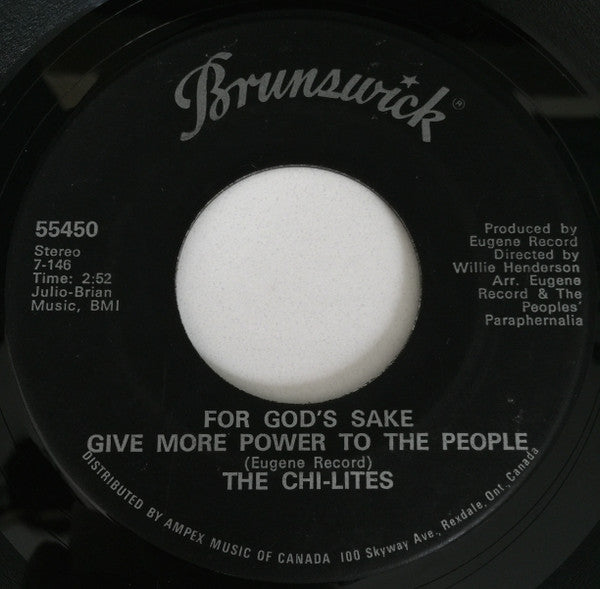 Brunswick®
55450
Stereo
7-146
Time: 2:52
Julio-Brian
Music, BMI
Produced by
Eugene Record
Directed by
Willie Henderson
Arr. Eugene
Record & The
Peoples'
Paraphernalia
FOR GOD'S SAKE
GIVE MORE POWER TO THE PEOPLE
(Eugene Record)
THE CHI-LITES
DISTRIBUTED BY AMPEX MUSIC OF CANADA 100 Skyway Ave., Rexdale, Ont., Canada